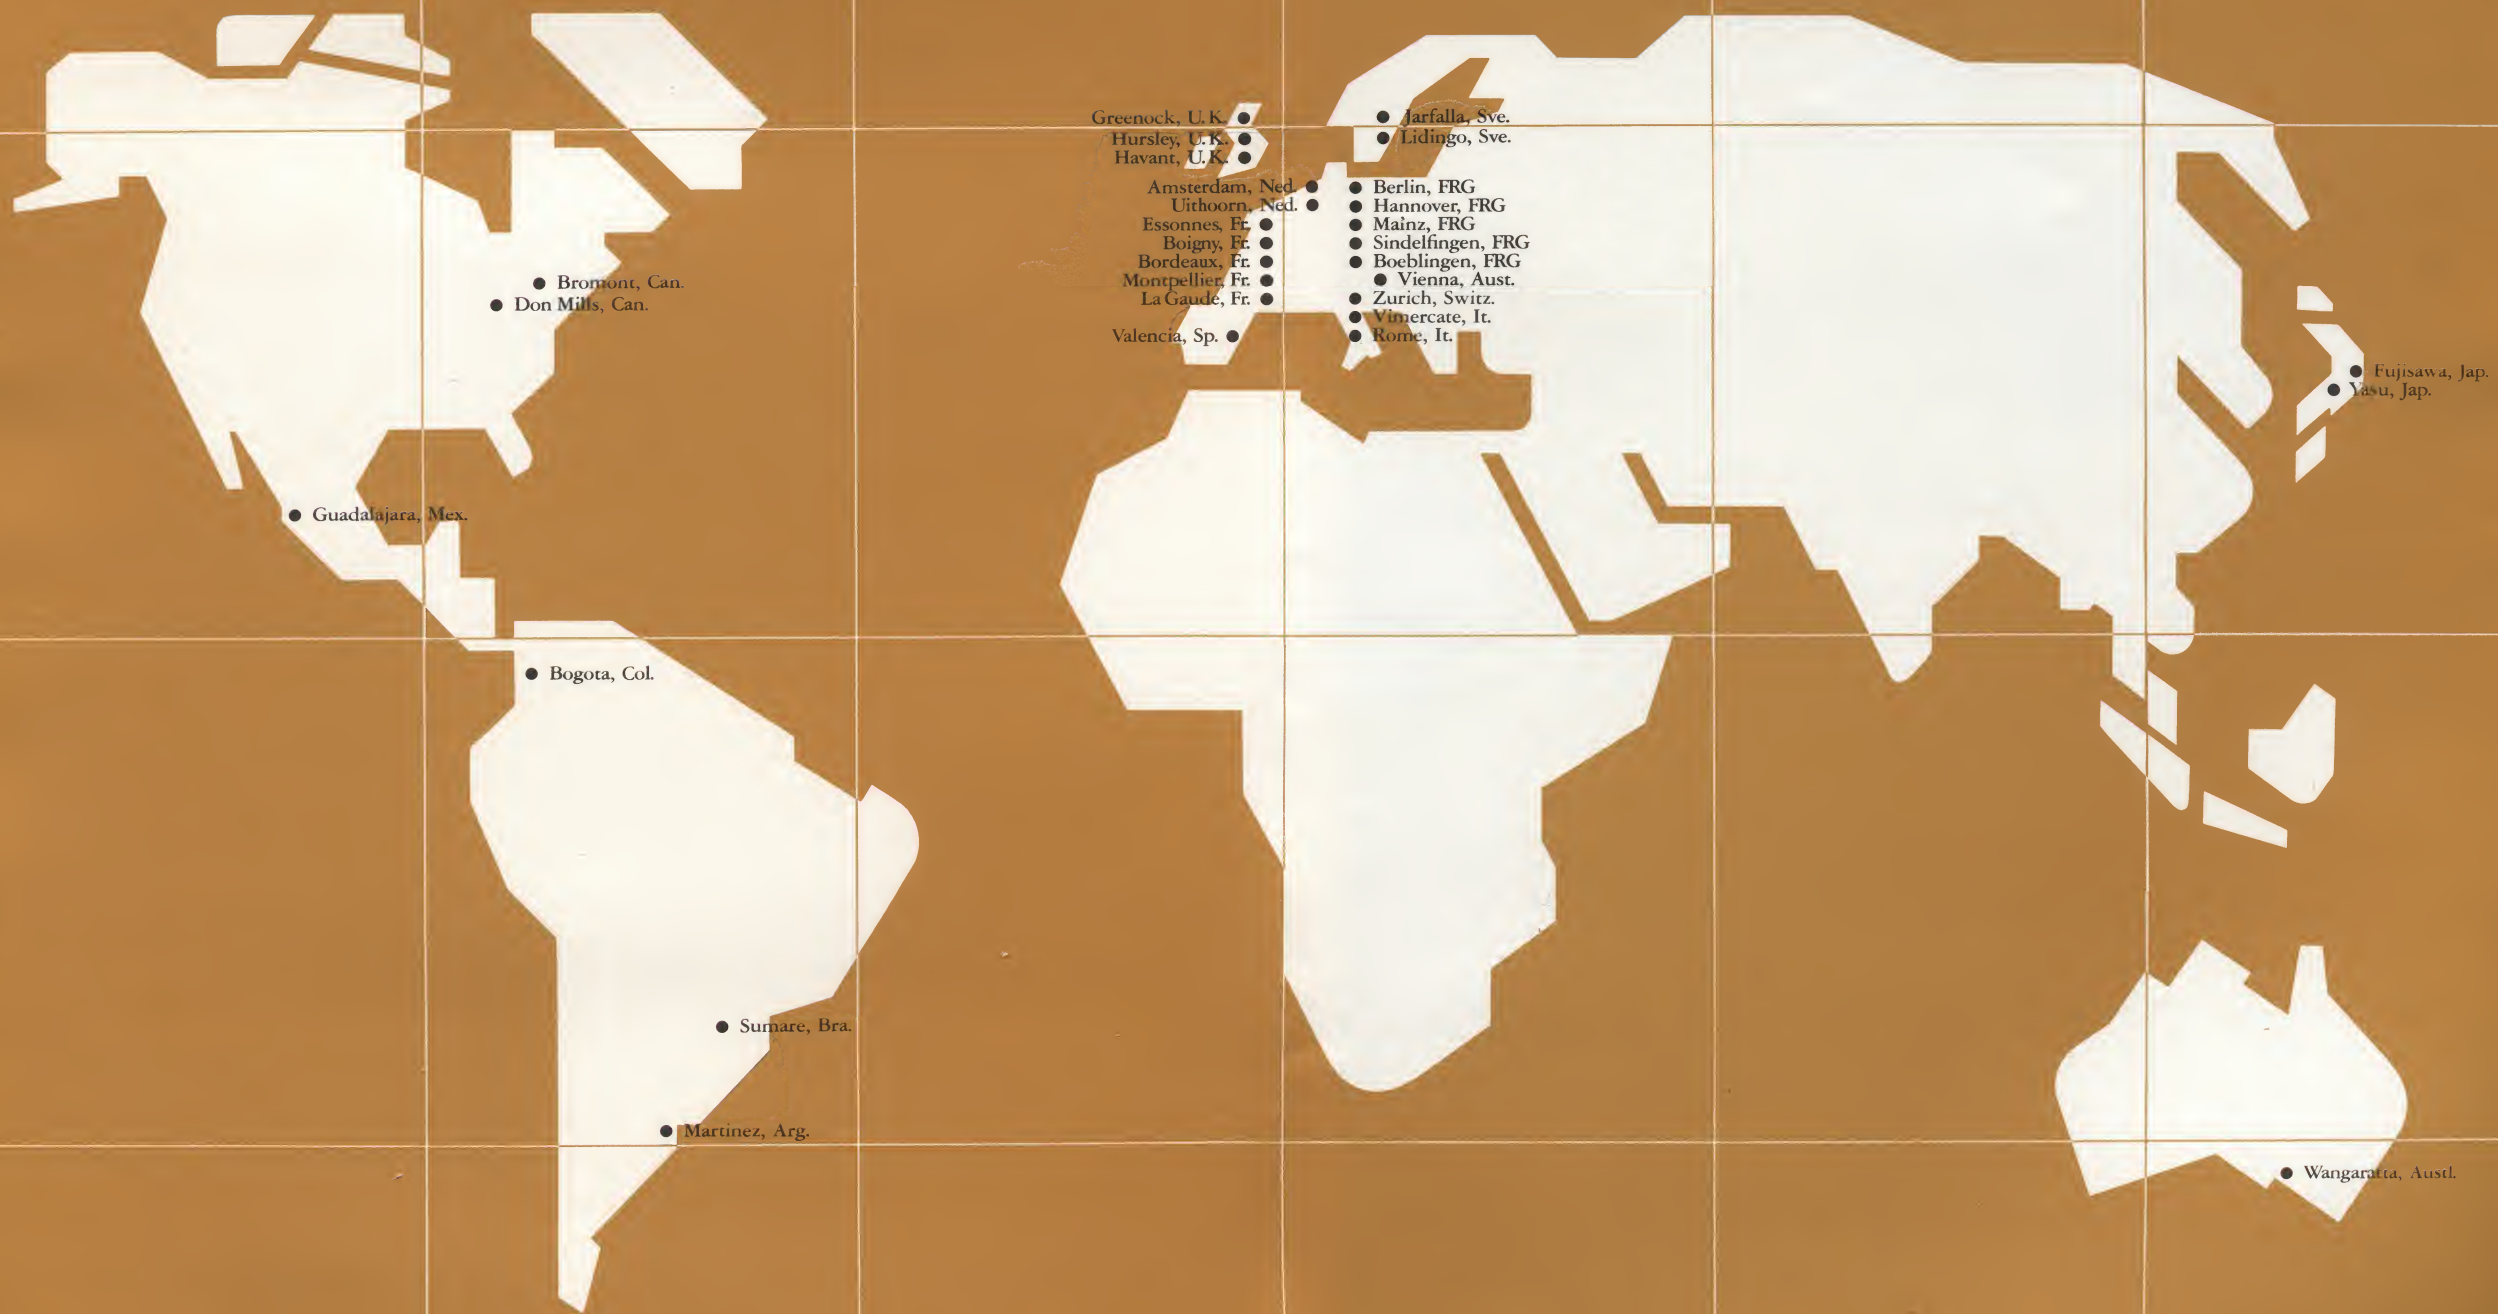 Greenock, U.K.
Hursley, U.K.
Havant, U.K.
Jarfalla, Sve.
Lidingo, Sve.
Amsterdam, Ned.
Uithoorn, Ned.
Essonnes, Fr.
Boigny, Fr.
Bordeaux, Fr.
Montpellier, Fr.
La Gaude, Fr.
Valencia, Sp.
Berlin, FRG
Hannover, FRG
Mainz, FRG
Sindelfingen, FRG
Boeblingen, FRG
Vienna, Aust.
Zurich, Switz.
Vimercate, It.
Rome, It.
Bromont, Can.
Don Mills, Can.
Fujisawa, Jap.
Yasu, Jap.
Guadalajara, Mex.
Bogota, Col.
Sumare, Bra.
Martinez, Arg.
Wangaratta, Austl.